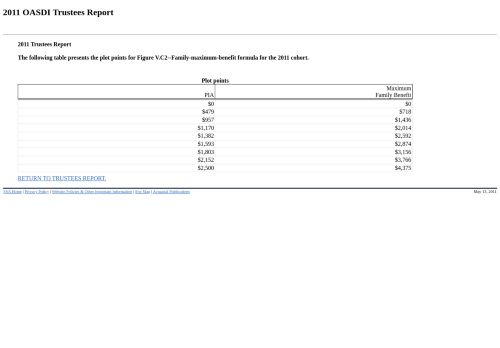 2011 OASDI Trustees Report
2011 Trustees Report
The following table presents the plot points for Figure V.C2--Family-maximum-benefit formula for the 2011 cohort.
Plot points
PIA Maximum
Family Benefit
$0 $0
$479 $718
$957 $1,436
$1,170 $2,014
$1,382 $2,592
$1,593 $2,874
$1,803 $3,156
$2,152 $3,766
$2,500 $4,375
RETURN TO TRUSTEES REPORT.
SSA Home | Privacy Policy | Website Policies & Other Important Information | Site Map | Actuarial Publications May 13, 2011